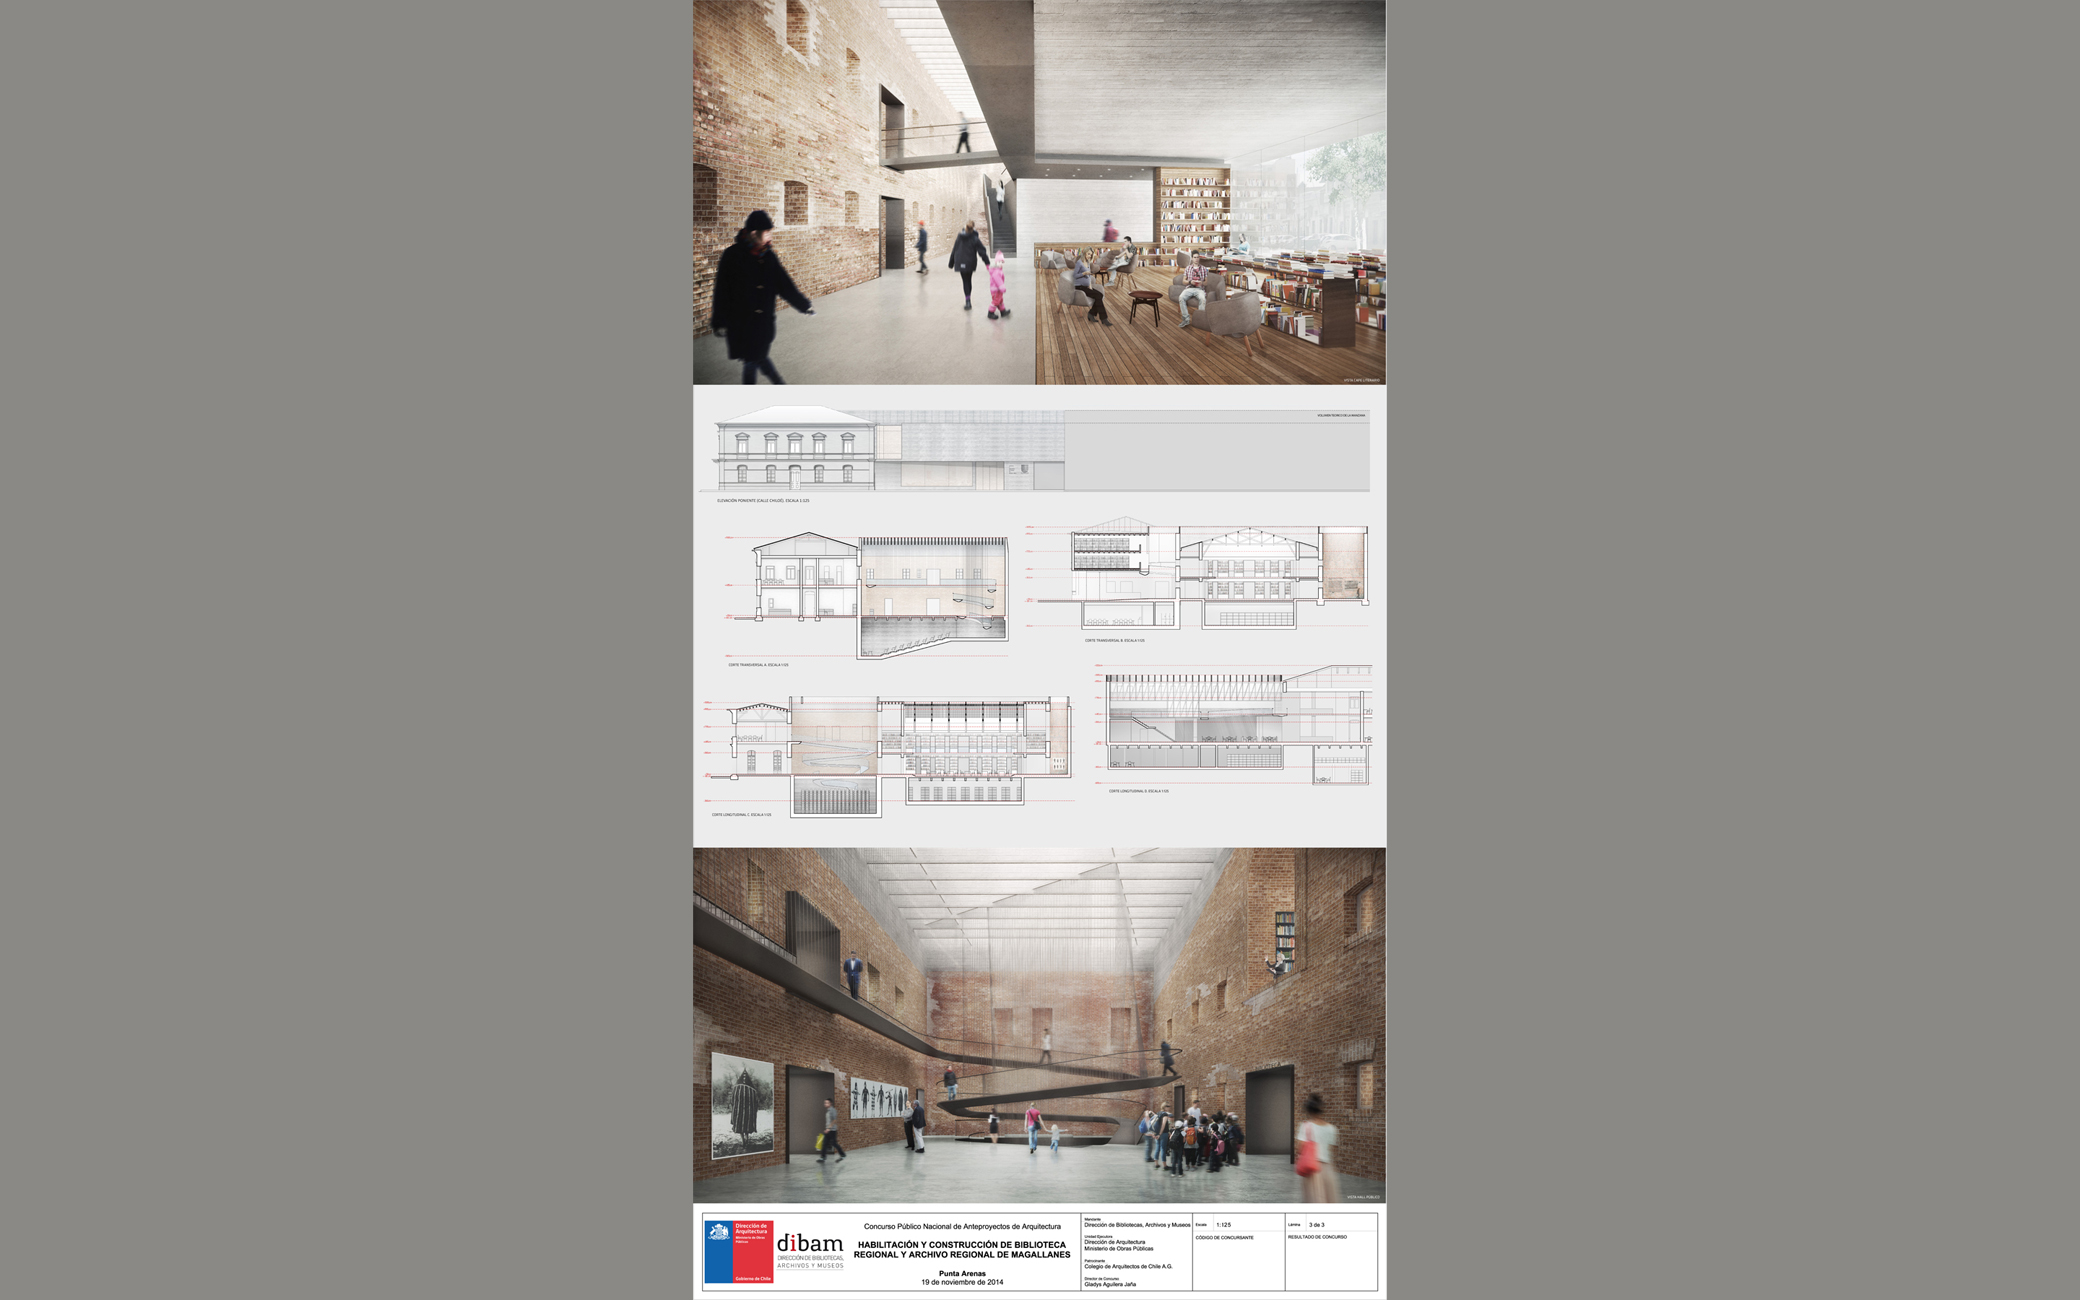 VISTA CAFÉ LITERARIO
VOLUMEN TEÓRICO DE LA MANZANA
ELEVACIÓN PONIENTE (CALLE CHILOÉ). ESCALA 1:125
CORTE TRANSVERSAL A. ESCALA 1:125
CORTE TRANSVERSAL B. ESCALA 1:125
CORTE LONGITUDINAL C. ESCALA 1:125
CORTE LONGITUDINAL D. ESCALA 1:125
VISTA HALL PÚBLICO
Dirección de
Arquitectura
Ministerio de Obras
Públicas
Gobierno de Chile
dibam
DIRECCIÓN DE BIBLIOTECAS,
ARCHIVOS Y MUSEOS
Concurso Público Nacional de Anteproyectos de Arquitectura
HABILITACIÓN Y CONSTRUCCIÓN DE BIBLIOTECA
REGIONAL Y ARCHIVO REGIONAL DE MAGALLANES
Punta Arenas
19 de noviembre de 2014
Mandante
Dirección de Bibliotecas, Archivos y Museos
Unidad Ejecutora
Dirección de Arquitectura
Ministerio de Obras Públicas
Patrocinante
Colegio de Arquitectos de Chile A.G.
Director de Concurso
Gladys Aguilera Jaña
Escala 1:125
CÓDIGO DE CONCURSANTE
Lámina 3 de 3
RESULTADO DE CONCURSO